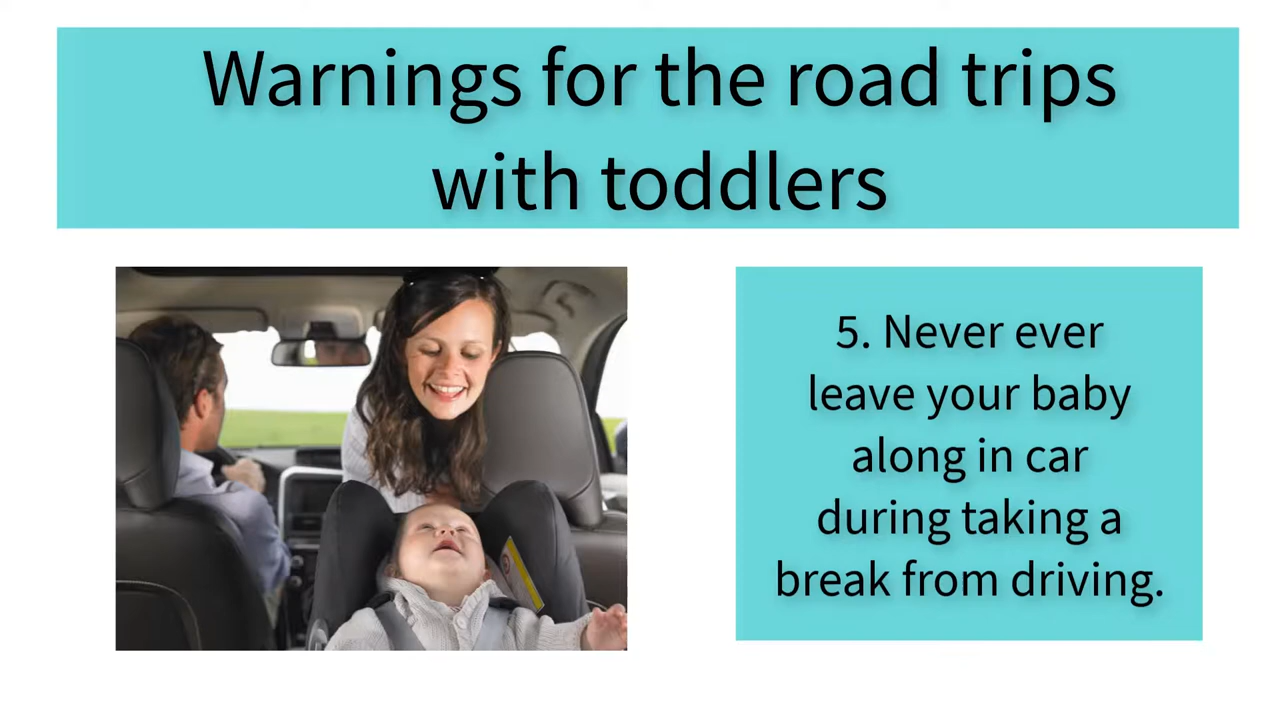 Warnings for the road trips
with toddlers
5. Never ever
leave your baby
along in car
during taking a
break from driving.